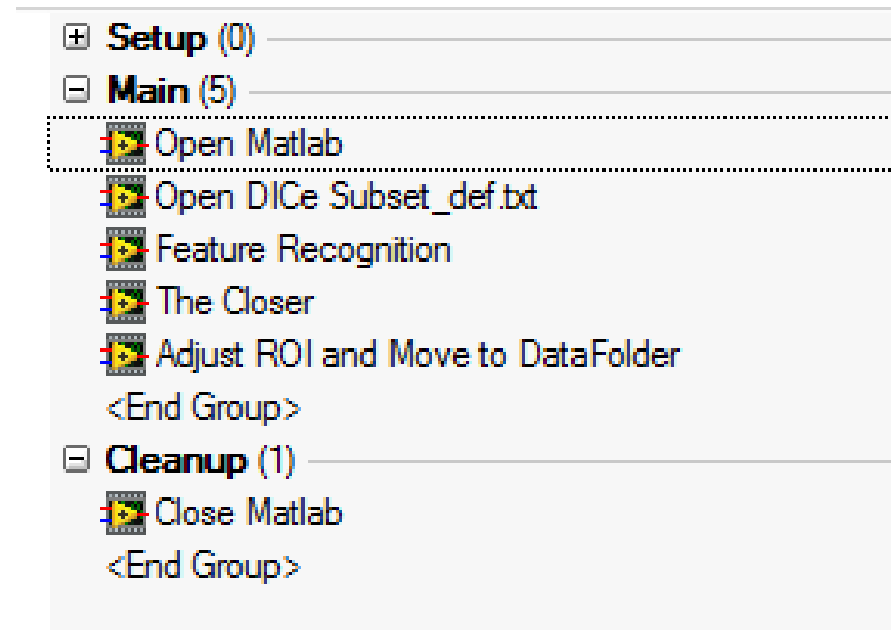 Setup (0)
Main (5)
Open Matlab
Open DICe Subset_def.txt
Feature Recognition
The Closer
Adjust ROI and Move to DataFolder
<End Group>
Cleanup (1)
Close Matlab
<End Group>